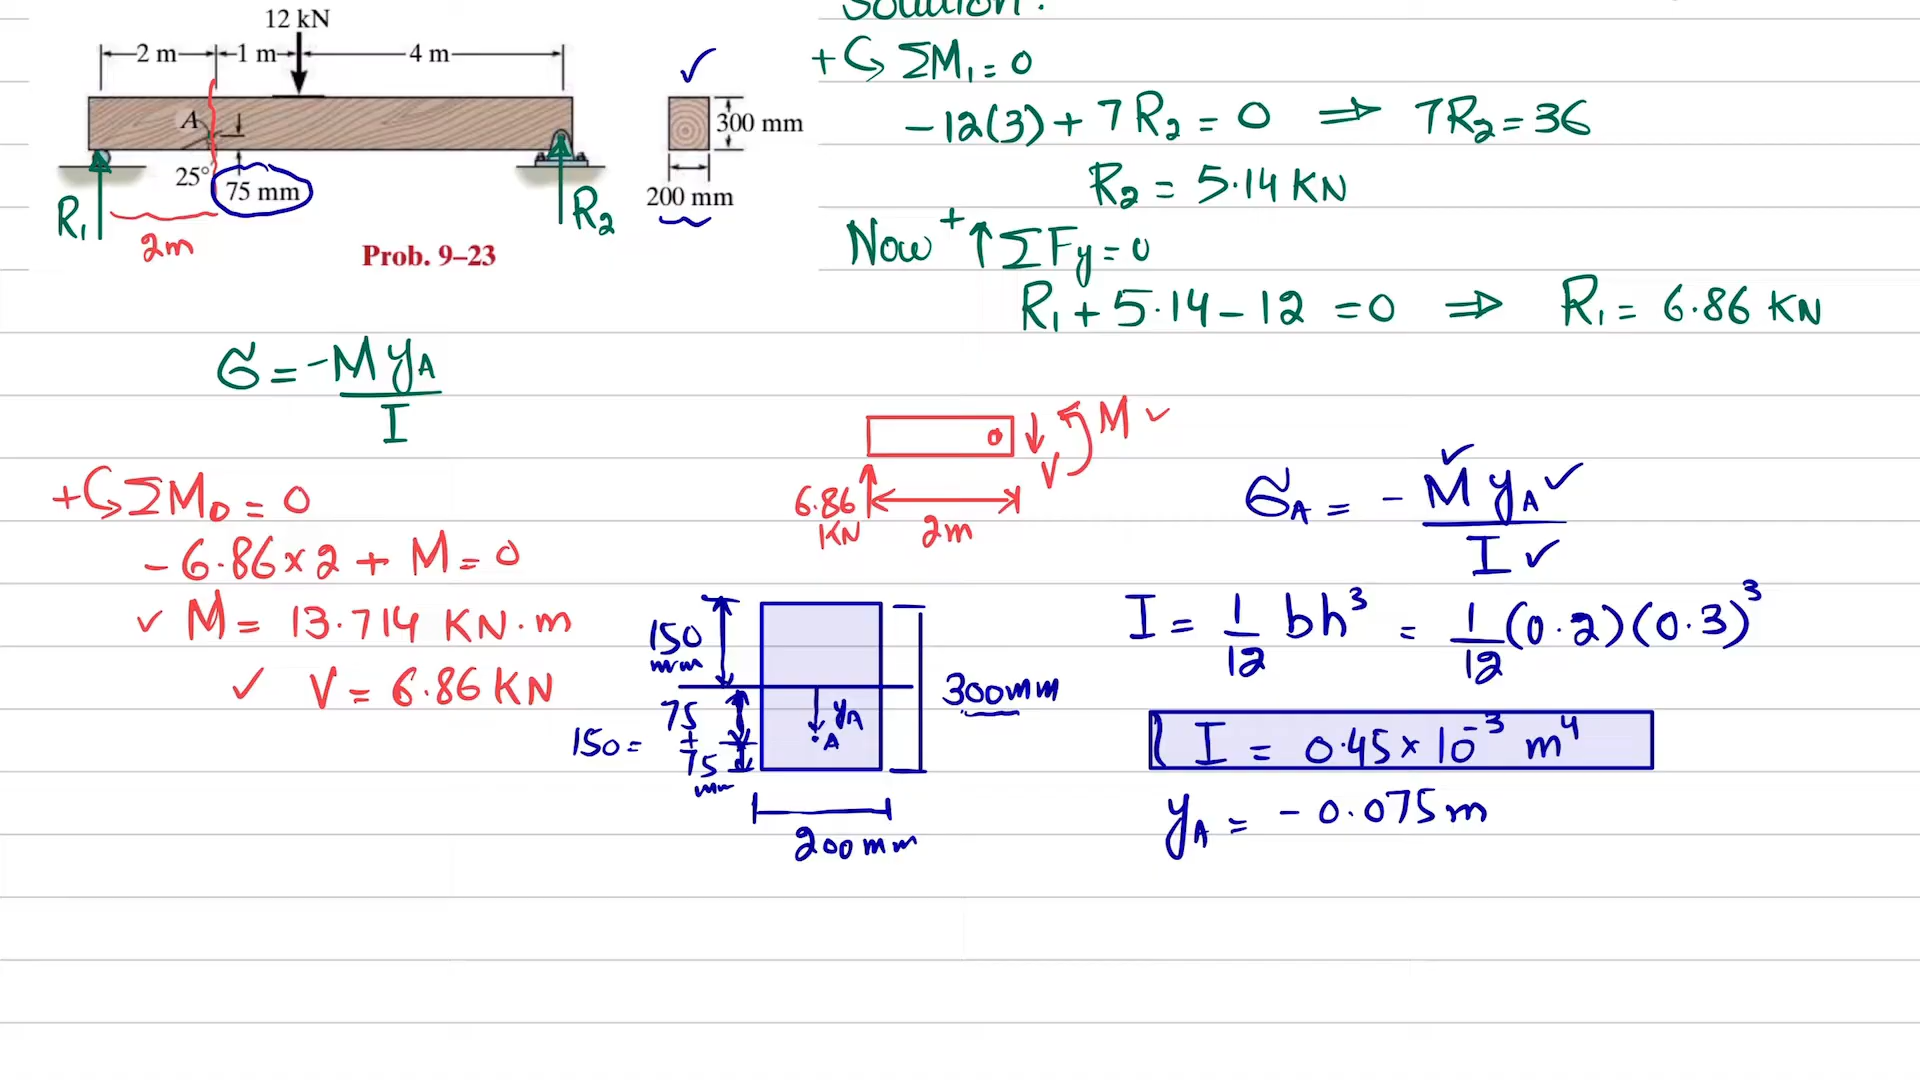 12 kN
2 m
1 m
4 m
A
25°
75 mm
300 mm
200 mm
R₁
2m
R₂
Prob. 9–23
Solution:
+ ΣM₁ = 0
-12(3) + 7R₂ = 0 ⇒ 7R₂ = 36
R₂ = 5.14 KN
Now +↑ΣFy = 0
R₁ + 5.14 - 12 = 0 ⇒ R₁ = 6.86 KN
σ = -M yA / I
+ ΣMo = 0
-6.86×2 + M = 0
✓ M = 13.714 KN.m
✓ V = 6.86 KN
o
V
M ✓
6.86 KN
2m
150 mm
150 = 75 + 75 mm
yA
.A
300mm
200mm
σA = - M✓ yA✓ / I ✓
I = 1/12 bh³ = 1/12 (0.2)(0.3)³
I = 0.45×10⁻³ m⁴
yA = -0.075m